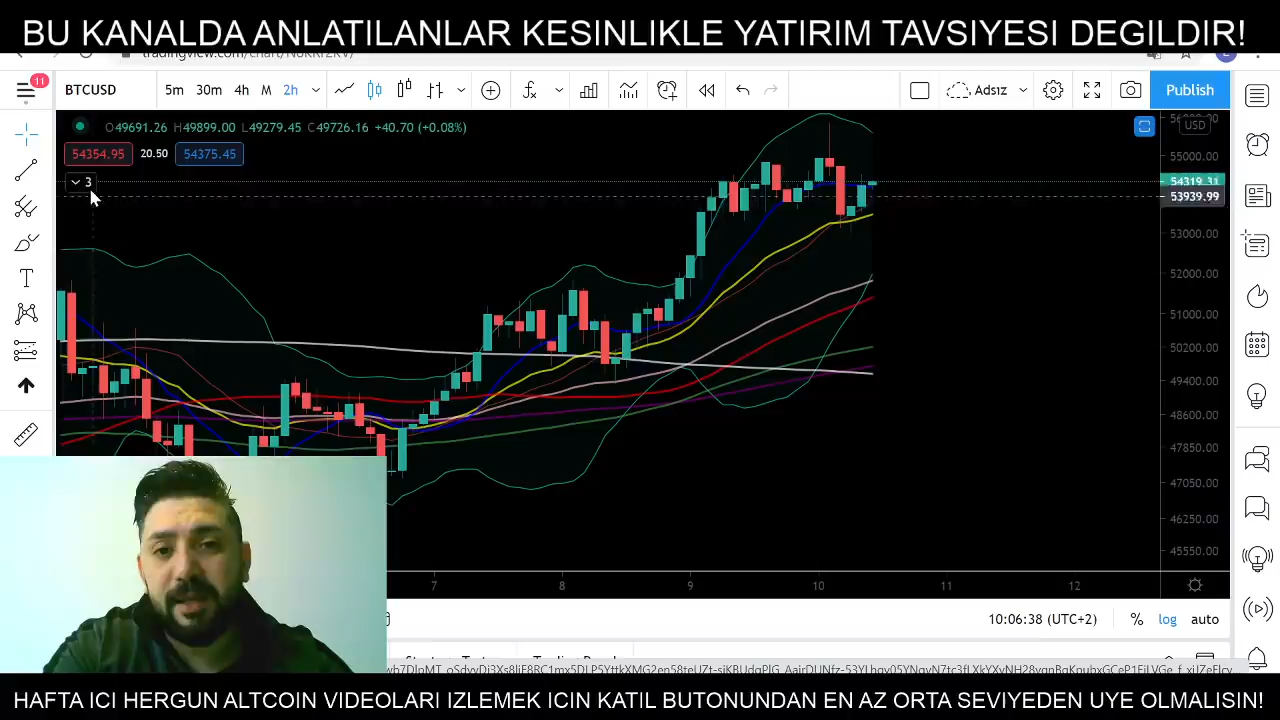 BU KANALDA ANLATILANLAR KESINLIKLE YATIRIM TAVSIYESI DEGILDIR!
11
BTCUSD 5m 30m 4h M 2h Adsız Publish
O49691.26 H49899.00 L49279.45 C49726.16 +40.70 (+0.08%)
USD
54354.95 20.50 54375.45
55000.00
3
54319.31
53939.99
53000.00
52000.00
51000.00
50200.00
49400.00
48600.00
47850.00
47050.00
46250.00
45550.00
7 8 9 10 11 12
10:06:38 (UTC+2) % log auto
HAFTA ICI HERGUN ALTCOIN VIDEOLARI IZLEMEK ICIN KATIL BUTONUNDAN EN AZ ORTA SEVIYEDEN UYE OLMALISIN!